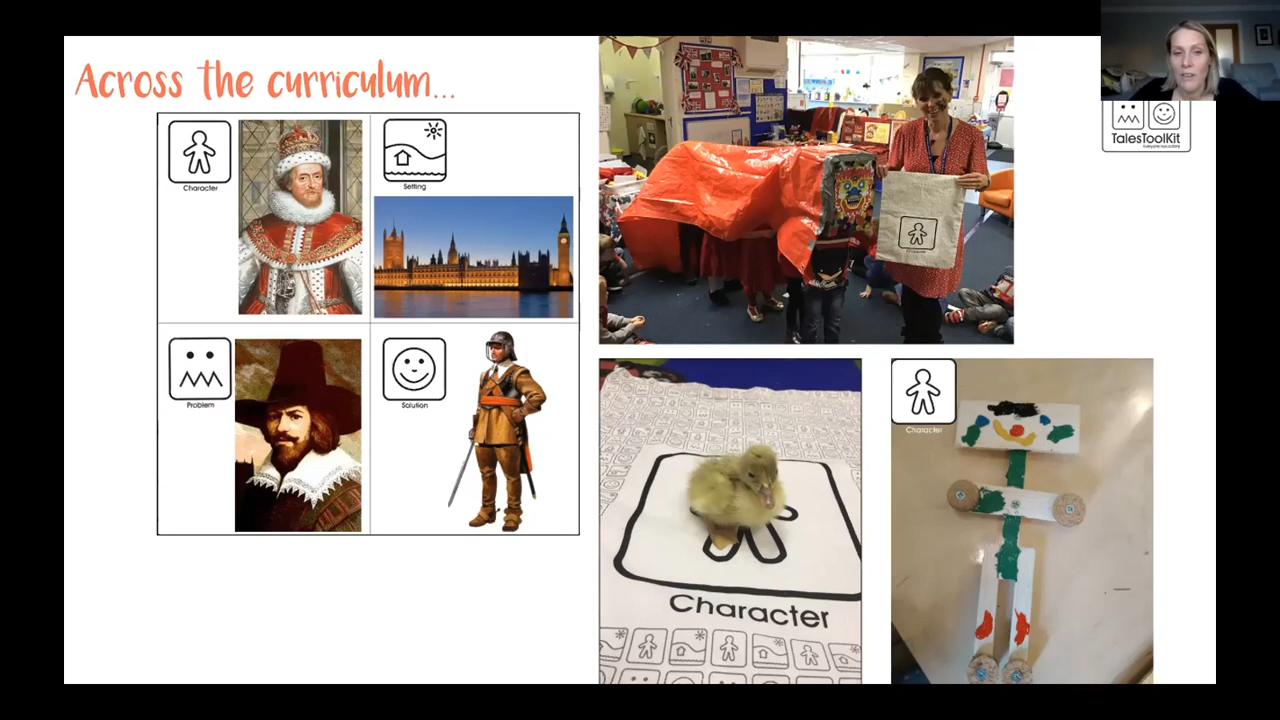 Across the curriculum...
Character
Setting
Problem
Solution
Character
Character
TalesToolKit